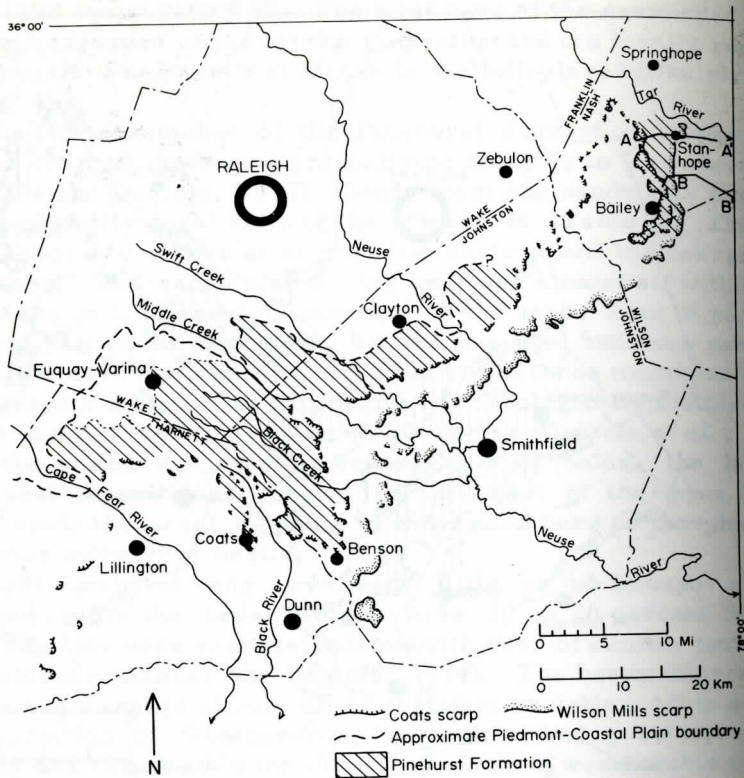 36°00'
Springhope
Tar
River
FRANKLIN
NASH
A
A'
Stan-
hope
B
B'
Bailey
Zebulon
RALEIGH
WAKE
JOHNSTON
Neuse
River
Swift Creek
Middle Creek
Clayton
WILSON
JOHNSTON
Fuquay-Varina
WAKE
HARNETT
Black Creek
Smithfield
Cape
Fear River
Coats
Benson
Neuse
River
Lillington
Dunn
Black River
0 10 Mi
0 20 Km
78°00'
N
Coats scarp
Wilson Mills scarp
Approximate Piedmont-Coastal Plain boundary
Pinehurst Formation